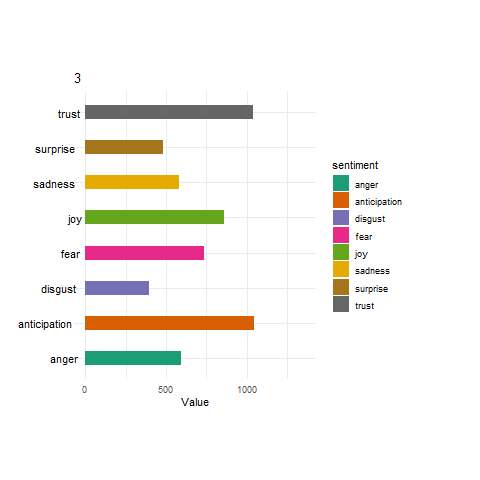 3
trust
surprise
sadness
joy
fear
disgust
anticipation
anger
0 500 1000
Value
sentiment
anger
anticipation
disgust
fear
joy
sadness
surprise
trust